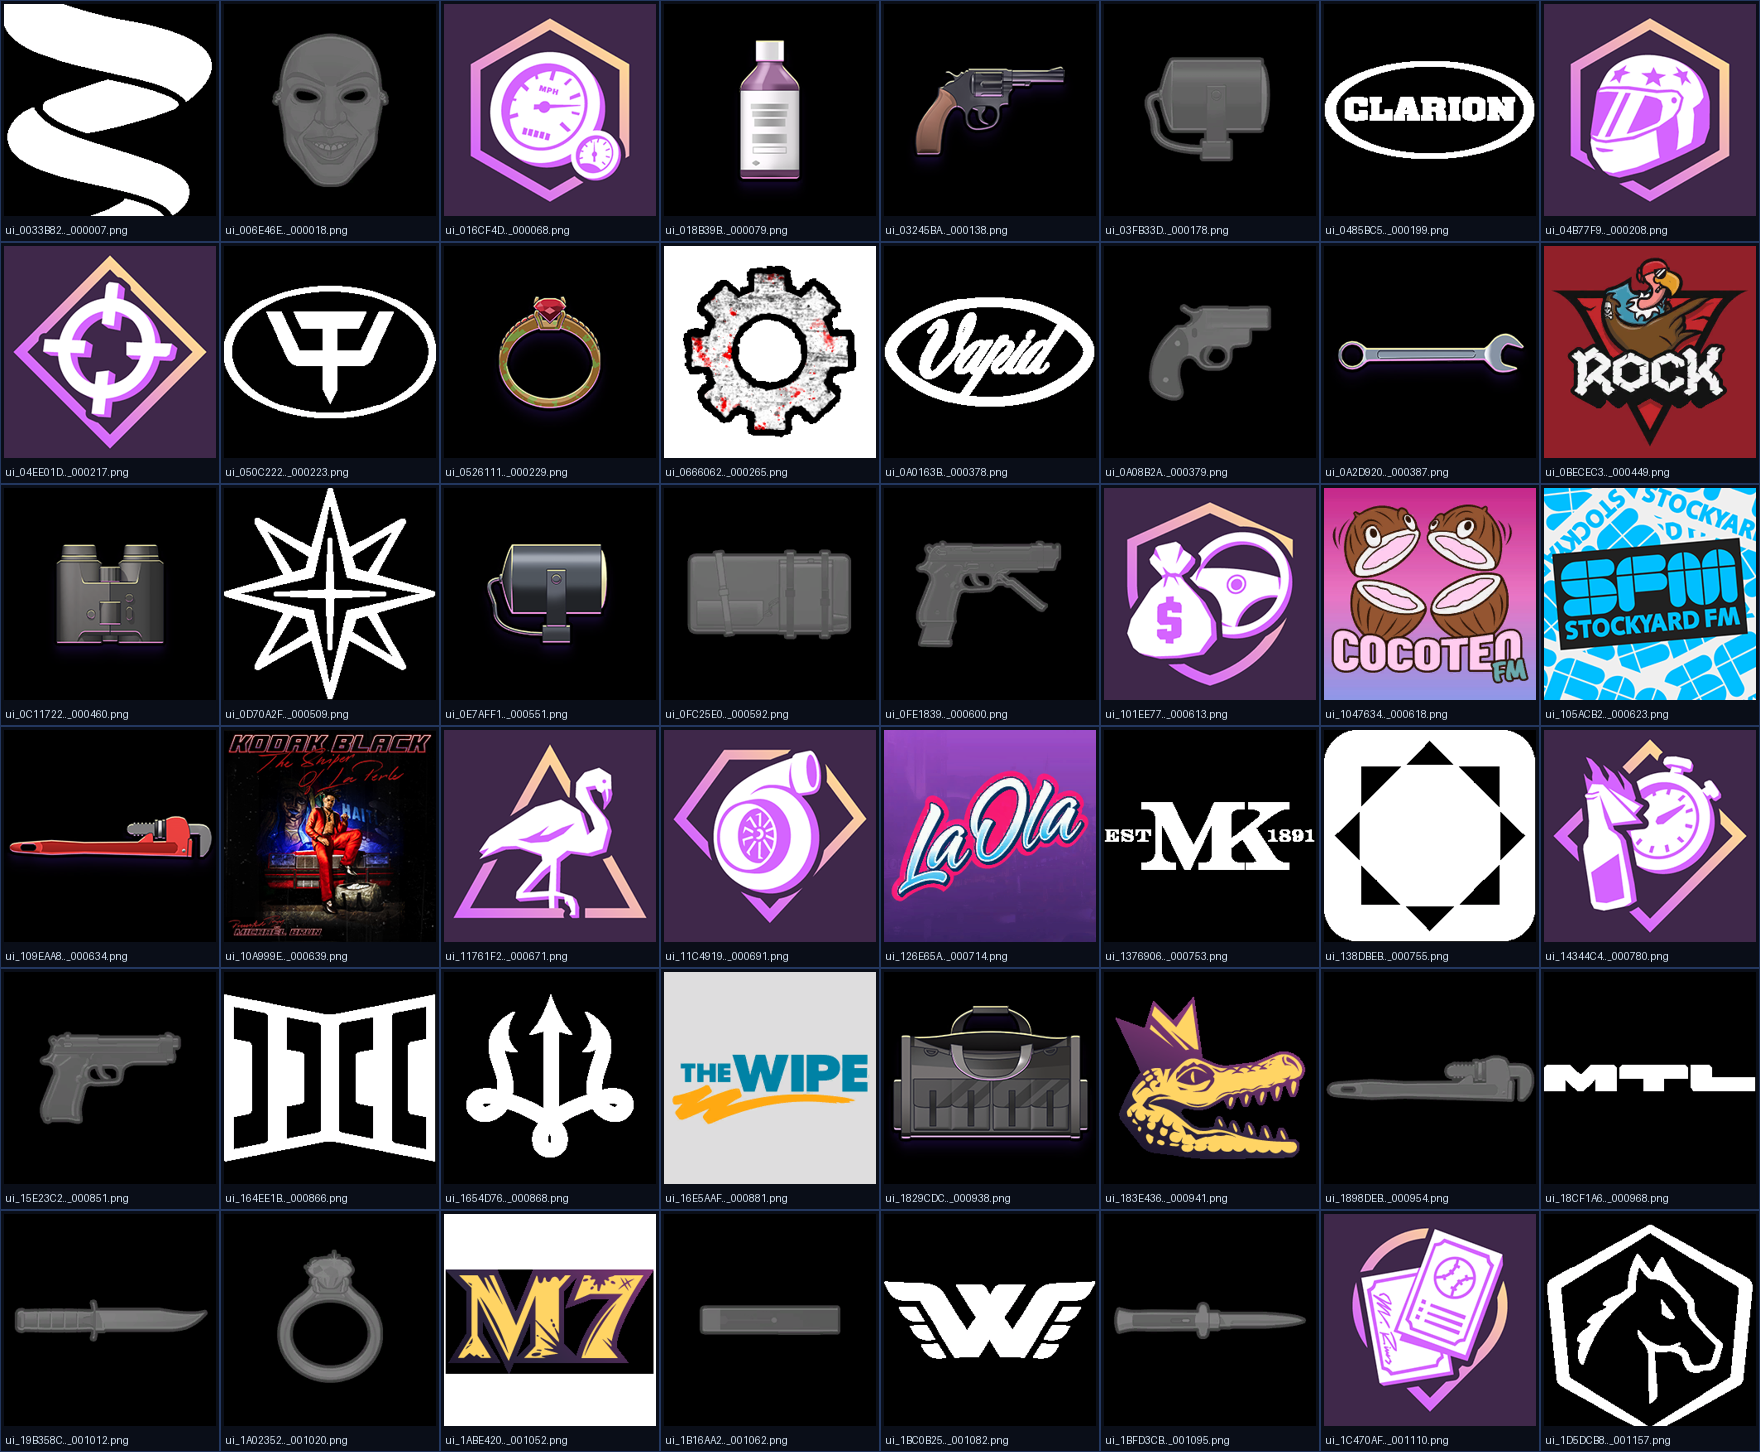 MPH
CLARION
ui_0033B82.._000007.png
ui_006E46E.._000018.png
ui_016CF4D.._000068.png
ui_018B39B.._000079.png
ui_03245BA.._000138.png
ui_03FB33D.._000178.png
ui_0485BC5.._000199.png
ui_04B77F9.._000208.png
Vapid
ROCK
ui_04EE01D.._000217.png
ui_050C222.._000223.png
ui_0526111.._000229.png
ui_0666062.._000265.png
ui_0A0163B.._000378.png
ui_0A08B2A.._000379.png
ui_0A2D920.._000387.png
ui_0BECEC3.._000449.png
$
COCOTEO
FM
STOCKYARD
SFM
STOCKYARD FM
ui_0C11722.._000460.png
ui_0D70A2F.._000509.png
ui_0E7AFF1.._000551.png
ui_0FC25E0.._000592.png
ui_0FE1839.._000600.png
ui_101EE77.._000613.png
ui_1047634.._000618.png
ui_105ACB2.._000623.png
KODAK BLACK
The Sniper
Of La Perle
HAITI
LaOla
EST MK 1891
ui_109EAA8.._000634.png
ui_10A999E.._000639.png
ui_11761F2.._000671.png
ui_11C4919.._000691.png
ui_126E65A.._000714.png
ui_1376906.._000753.png
ui_138DBEB.._000755.png
ui_14344C4.._000780.png
THE WIPE
MTL
ui_15E23C2.._000851.png
ui_164EE1B.._000866.png
ui_1654D76.._000868.png
ui_16E5AAF.._000881.png
ui_1829CDC.._000938.png
ui_183E436.._000941.png
ui_1898DEB.._000954.png
ui_18CF1A6.._000968.png
M7
W
ui_19B358C.._001012.png
ui_1A02352.._001020.png
ui_1ABE420.._001052.png
ui_1B16AA2.._001062.png
ui_1BC0B25.._001082.png
ui_1BFD3CB.._001095.png
ui_1C470AF.._001110.png
ui_1D5DCB8.._001157.png